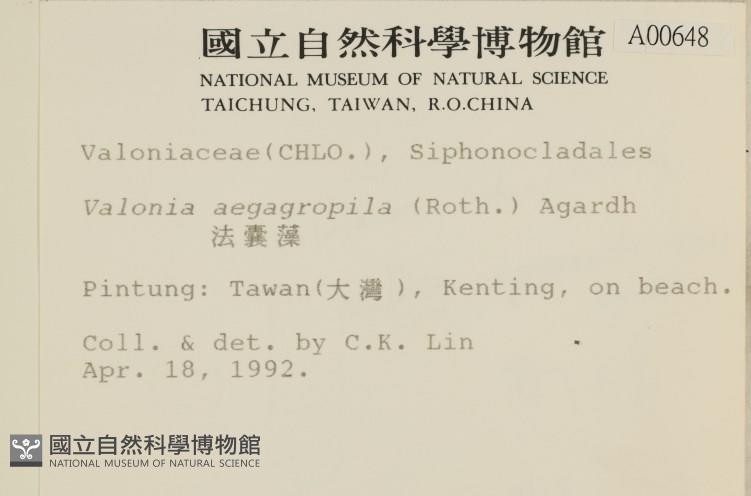 國立自然科學博物館
A00648
NATIONAL MUSEUM OF NATURAL SCIENCE
TAICHUNG, TAIWAN, R.O.CHINA
Valoniaceae(CHLO.), Siphonocladales
Valonia aegagropila (Roth.) Agardh
法囊藻
Pintung: Tawan(大灣), Kenting, on beach.
Coll. & det. by C.K. Lin
Apr. 18, 1992.
國立自然科學博物館
NATIONAL MUSEUM OF NATURAL SCIENCE